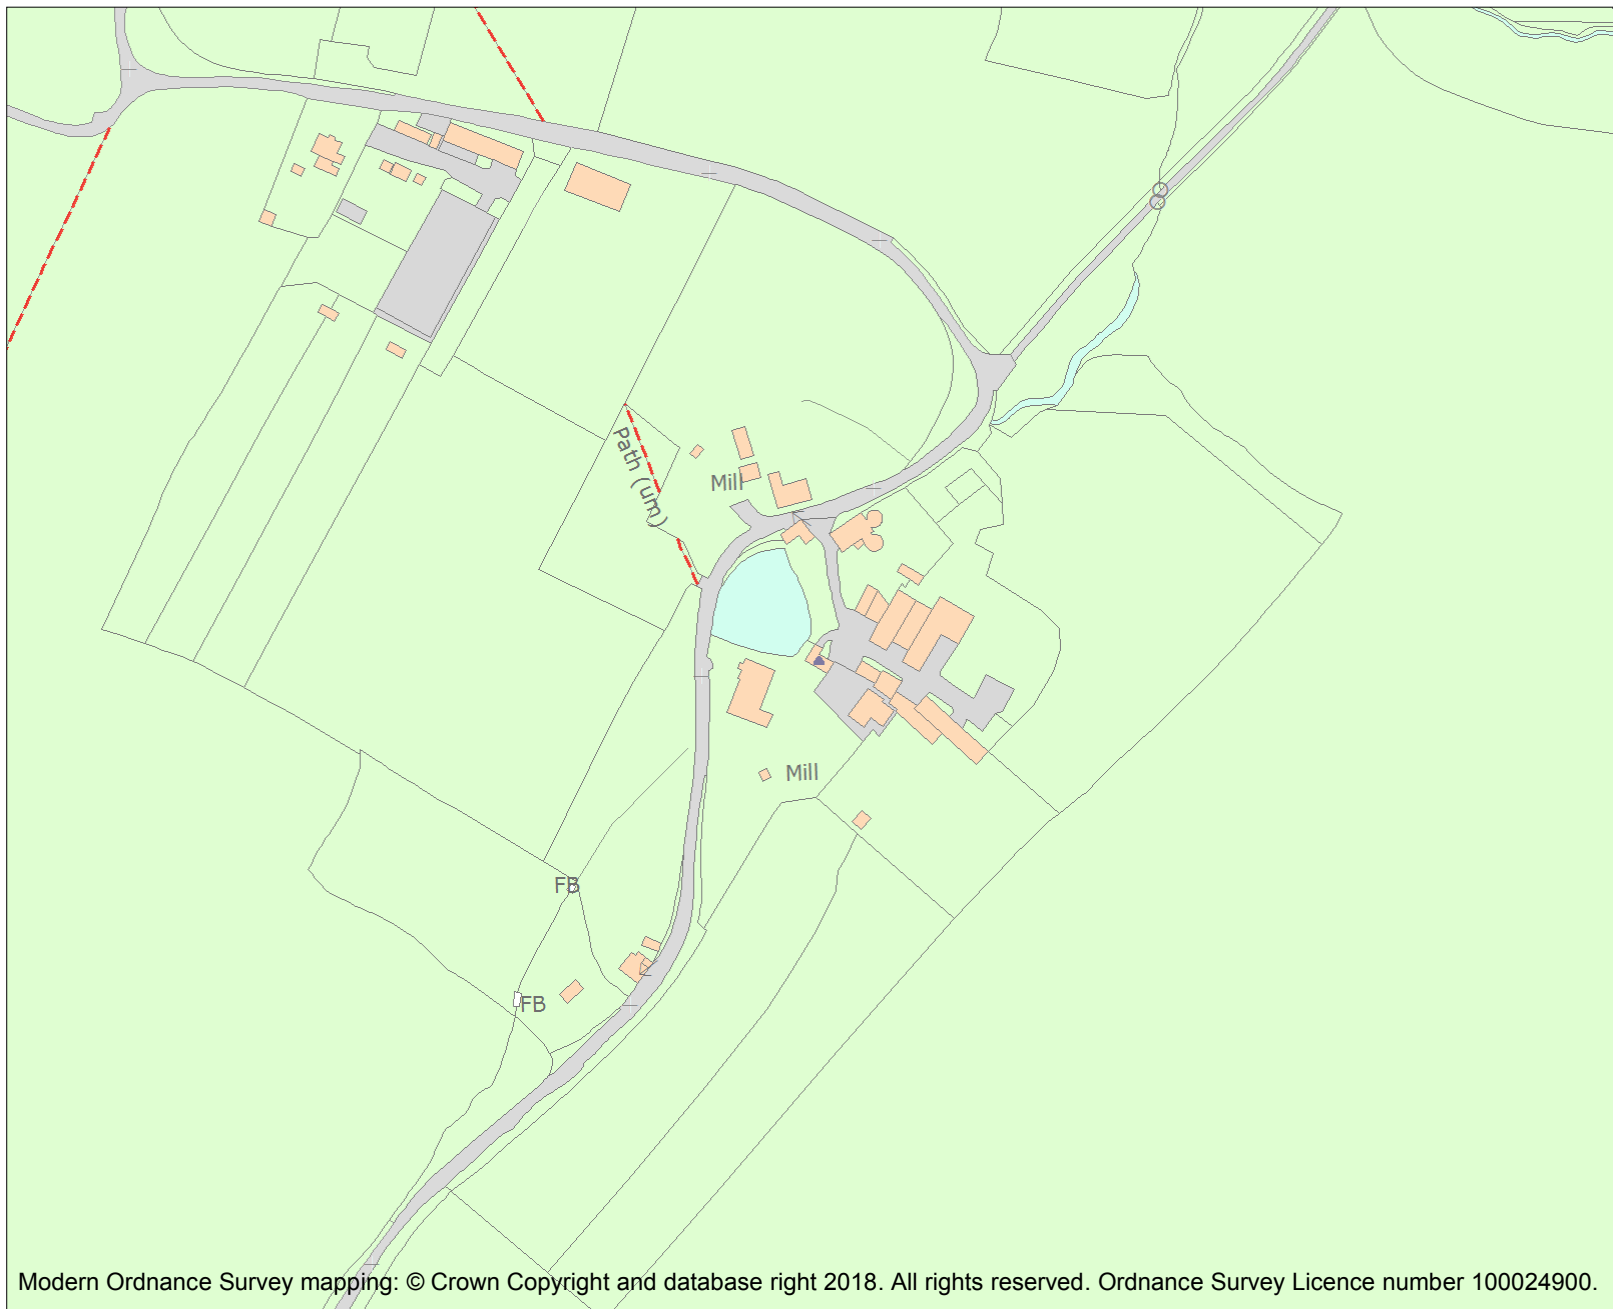 Path (um)
Mill
Mill
FB
FB
Modern Ordnance Survey mapping: © Crown Copyright and database right 2018. All rights reserved. Ordnance Survey Licence number 100024900.